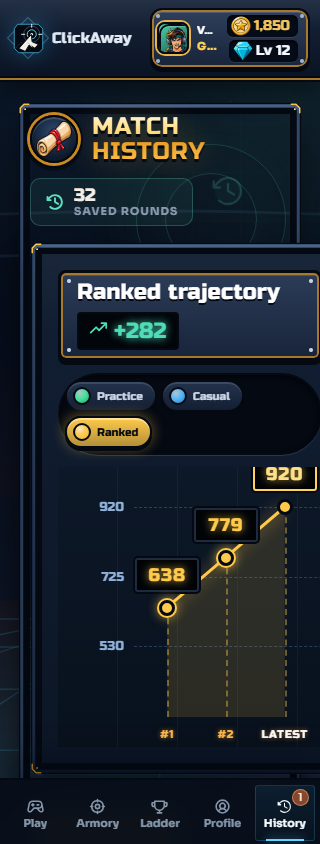 ClickAway
V...
G...
1,850
Lv 12
MATCH
HISTORY
32
SAVED ROUNDS
Ranked trajectory
+282
Practice
Casual
Ranked
920
920
779
725
638
530
#1
#2
LATEST
Play
Armory
Ladder
Profile
History
1